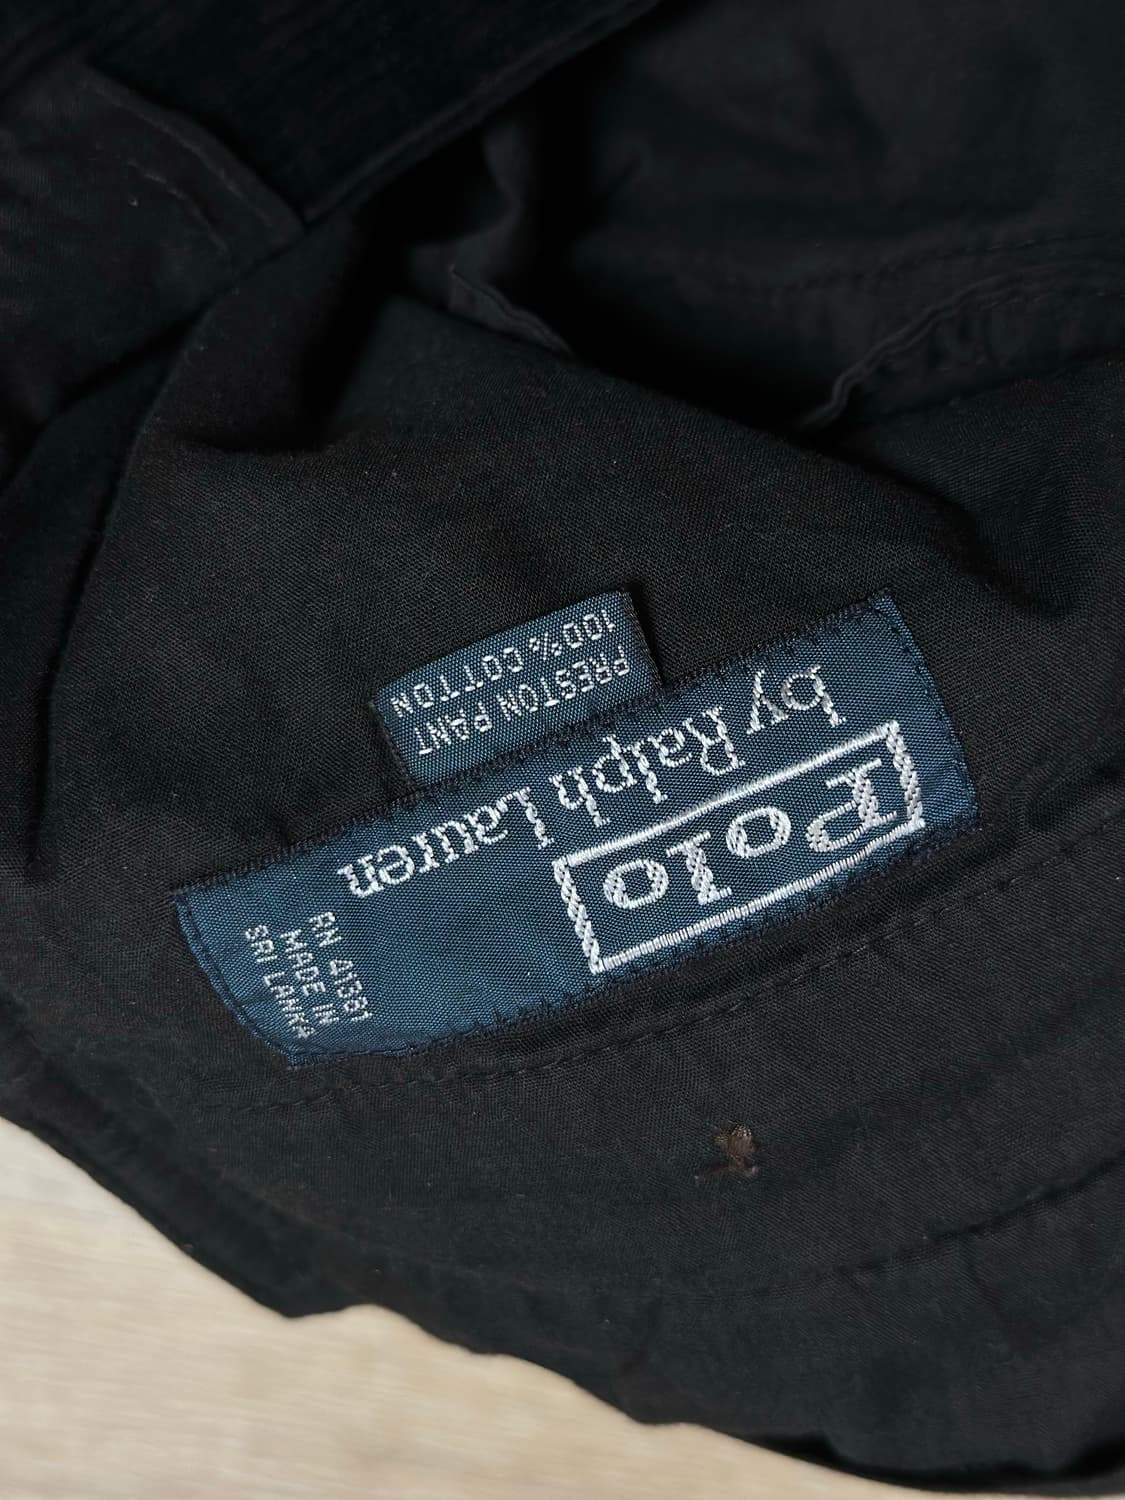 Polo
by Ralph Lauren
RN 41381
MADE IN
SRI LANKA
PRESTON PANT
100% COTTON